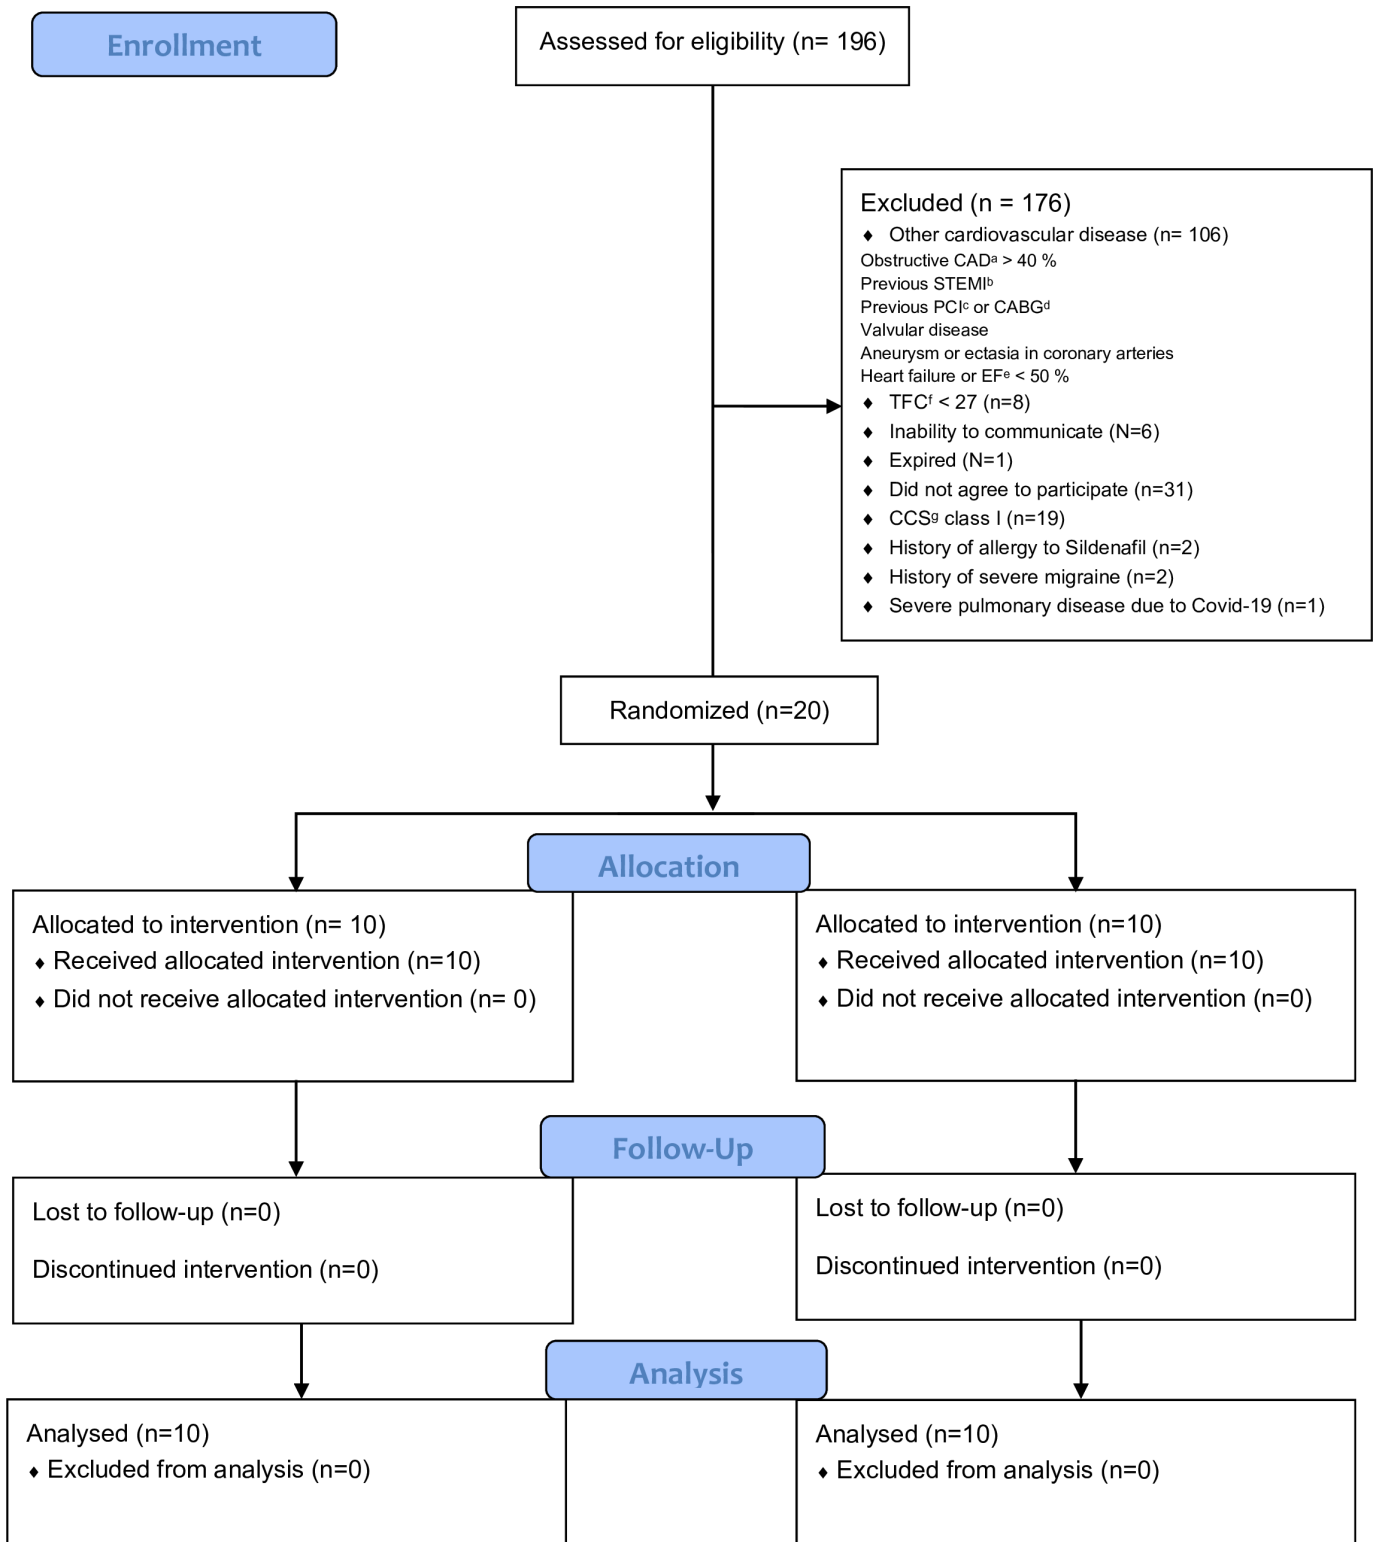 Enrollment
Assessed for eligibility (n= 196)
Excluded (n = 176)
♦ Other cardiovascular disease (n= 106)
Obstructive CADᵃ > 40 %
Previous STEMIᵇ
Previous PCIᶜ or CABGᵈ
Valvular disease
Aneurysm or ectasia in coronary arteries
Heart failure or EFᵉ < 50 %
♦ TFCᶠ < 27 (n=8)
♦ Inability to communicate (N=6)
♦ Expired (N=1)
♦ Did not agree to participate (n=31)
♦ CCSᵍ class I (n=19)
♦ History of allergy to Sildenafil (n=2)
♦ History of severe migraine (n=2)
♦ Severe pulmonary disease due to Covid-19 (n=1)
Randomized (n=20)
Allocation
Allocated to intervention (n= 10)
♦ Received allocated intervention (n=10)
♦ Did not receive allocated intervention (n= 0)
Allocated to intervention (n=10)
♦ Received allocated intervention (n=10)
♦ Did not receive allocated intervention (n=0)
Follow-Up
Lost to follow-up (n=0)
Discontinued intervention (n=0)
Lost to follow-up (n=0)
Discontinued intervention (n=0)
Analysis
Analysed (n=10)
♦ Excluded from analysis (n=0)
Analysed (n=10)
♦ Excluded from analysis (n=0)